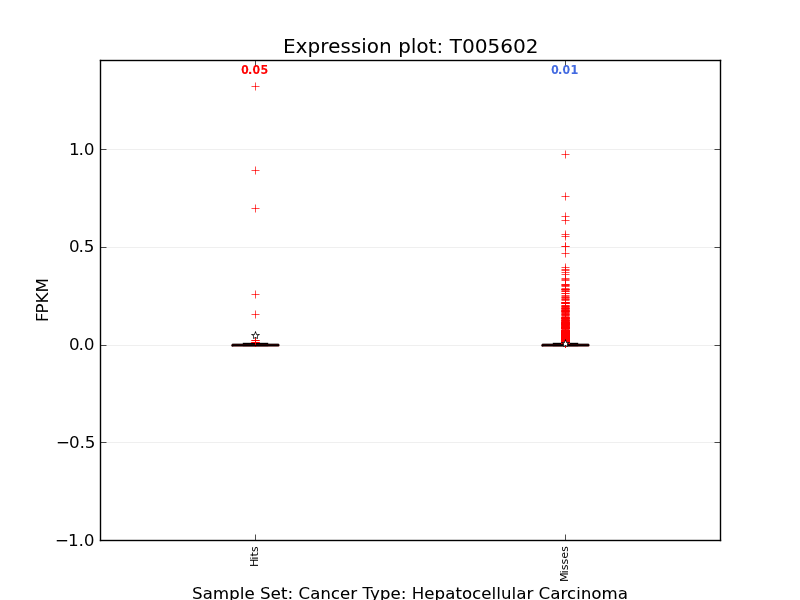 Expression plot: T005602
0.05
0.01
1.0
0.5
0.0
−0.5
−1.0
FPKM
Hits
Misses
Sample Set: Cancer Type: Hepatocellular Carcinoma